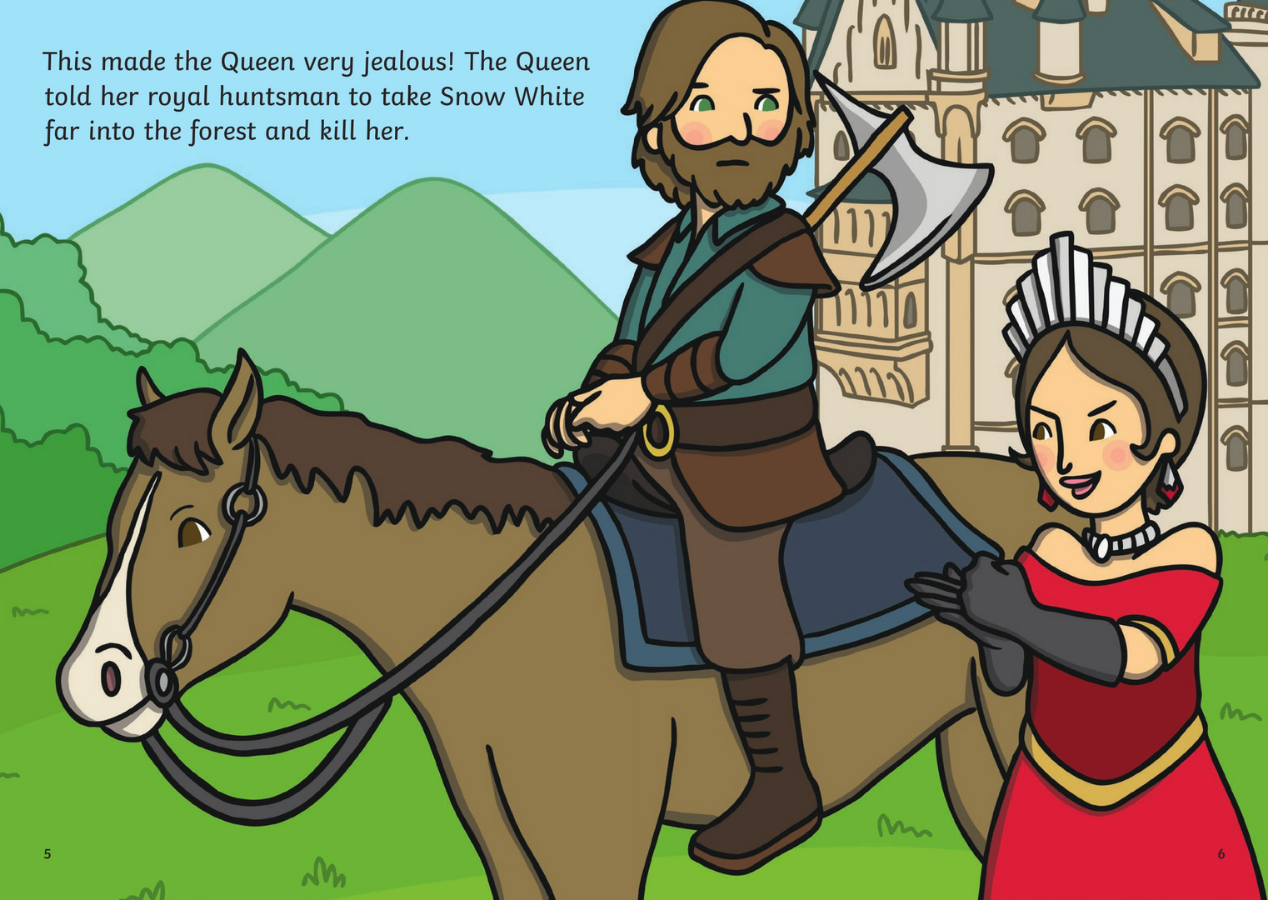 This made the Queen very jealous! The Queen
told her royal huntsman to take Snow White
far into the forest and kill her.
5
6